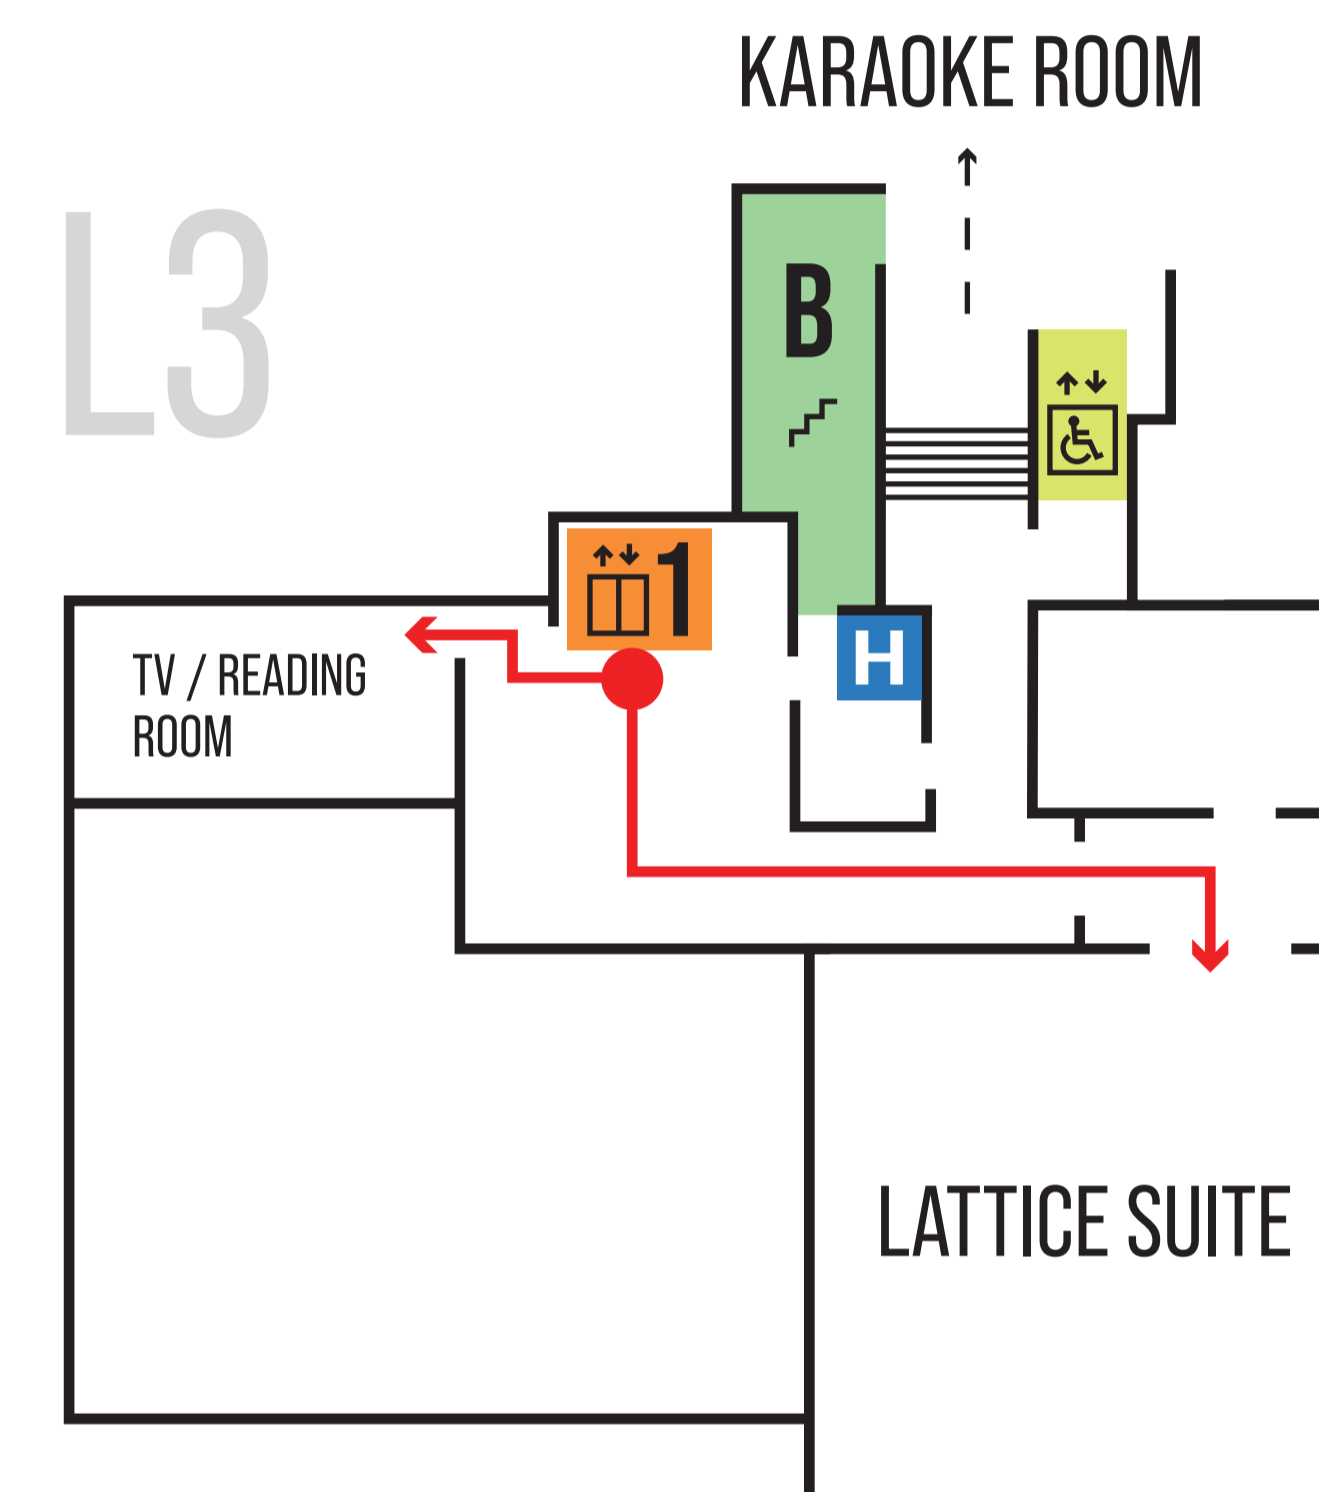 KARAOKE ROOM
L3
B
1
H
TV / READING
ROOM
LATTICE SUITE